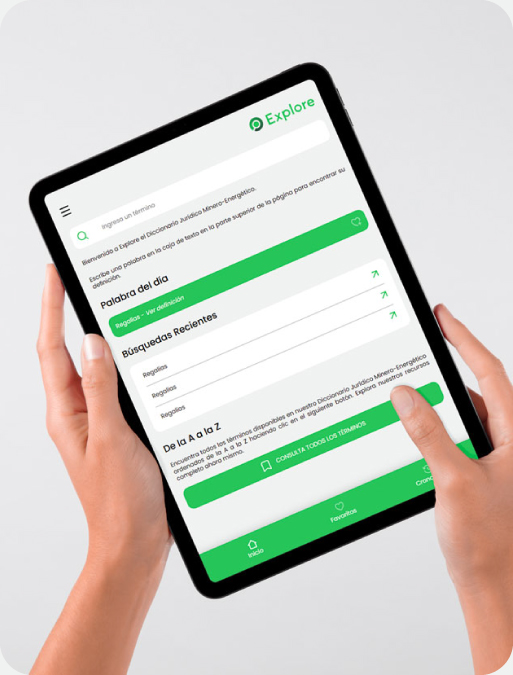 Explore
Ingresa un término
Bienvenido a Explore el Diccionario Jurídico Minero-Energético.
Escribe una palabra en la caja de texto en la parte superior de la página para encontrar su
definición.
Palabra del día
Regalías - Ver definición
Búsquedas Recientes
Regalías
Regalías
Regalías
De la A a la Z
Encuentra todos los términos disponibles en nuestro Diccionario Jurídico Minero-Energético
ordenados de la A a la Z haciendo clic en el siguiente botón. Explora nuestros recursos
completo ahora mismo.
CONSULTA TODOS LOS TÉRMINOS
Inicio
Favoritos